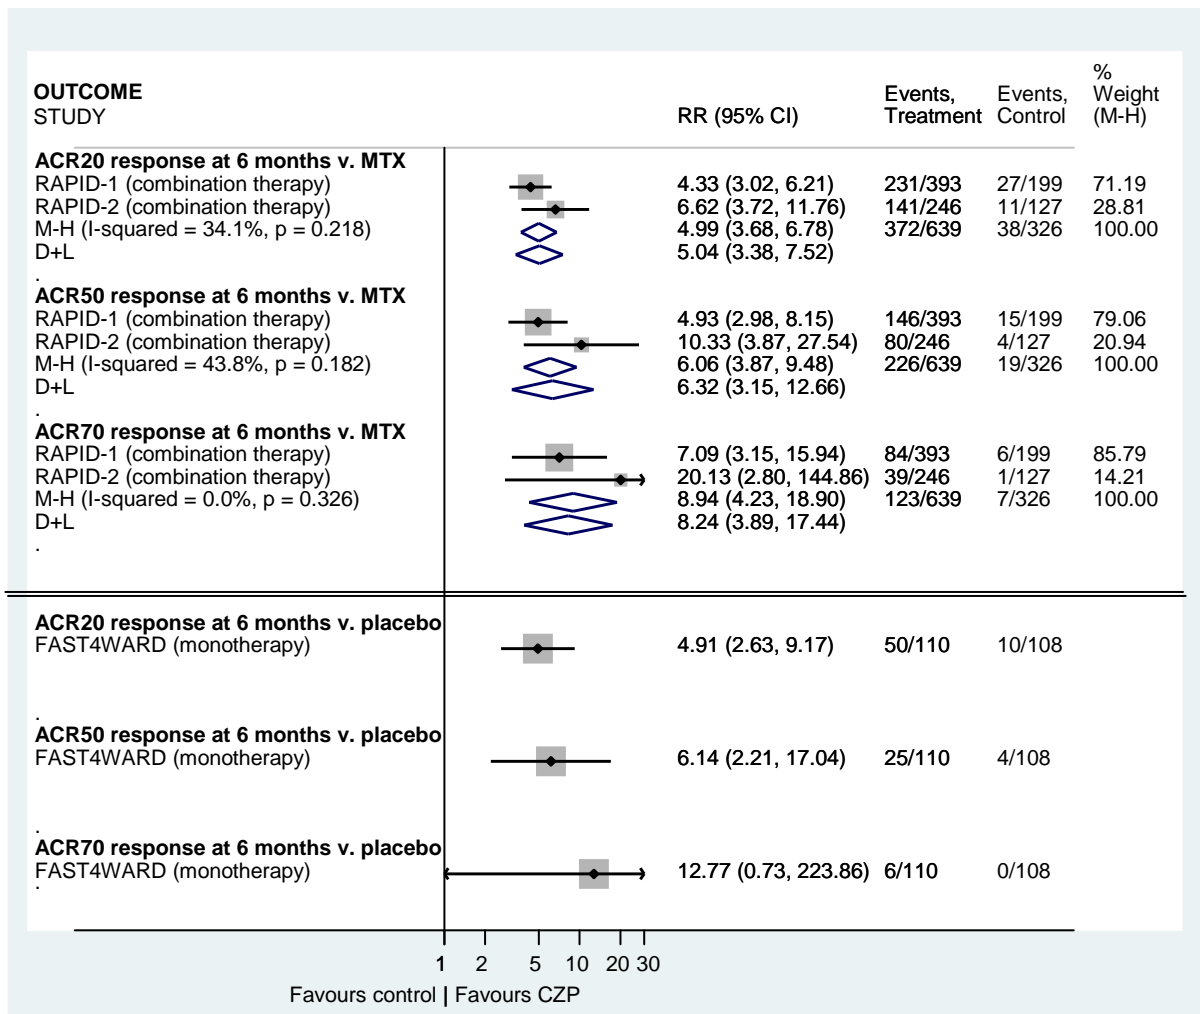 %
OUTCOME Events, Events, Weight
STUDY RR (95% CI) Treatment Control (M-H)
ACR20 response at 6 months v. MTX
RAPID-1 (combination therapy) 4.33 (3.02, 6.21) 231/393 27/199 71.19
RAPID-2 (combination therapy) 6.62 (3.72, 11.76) 141/246 11/127 28.81
M-H (I-squared = 34.1%, p = 0.218) 4.99 (3.68, 6.78) 372/639 38/326 100.00
D+L 5.04 (3.38, 7.52)
.
ACR50 response at 6 months v. MTX
RAPID-1 (combination therapy) 4.93 (2.98, 8.15) 146/393 15/199 79.06
RAPID-2 (combination therapy) 10.33 (3.87, 27.54) 80/246 4/127 20.94
M-H (I-squared = 43.8%, p = 0.182) 6.06 (3.87, 9.48) 226/639 19/326 100.00
D+L 6.32 (3.15, 12.66)
.
ACR70 response at 6 months v. MTX
RAPID-1 (combination therapy) 7.09 (3.15, 15.94) 84/393 6/199 85.79
RAPID-2 (combination therapy) 20.13 (2.80, 144.86) 39/246 1/127 14.21
M-H (I-squared = 0.0%, p = 0.326) 8.94 (4.23, 18.90) 123/639 7/326 100.00
D+L 8.24 (3.89, 17.44)
.
ACR20 response at 6 months v. placebo
FAST4WARD (monotherapy) 4.91 (2.63, 9.17) 50/110 10/108
.
ACR50 response at 6 months v. placebo
FAST4WARD (monotherapy) 6.14 (2.21, 17.04) 25/110 4/108
.
ACR70 response at 6 months v. placebo
FAST4WARD (monotherapy) 12.77 (0.73, 223.86) 6/110 0/108
.
1 2 5 10 20 30
Favours control | Favours CZP